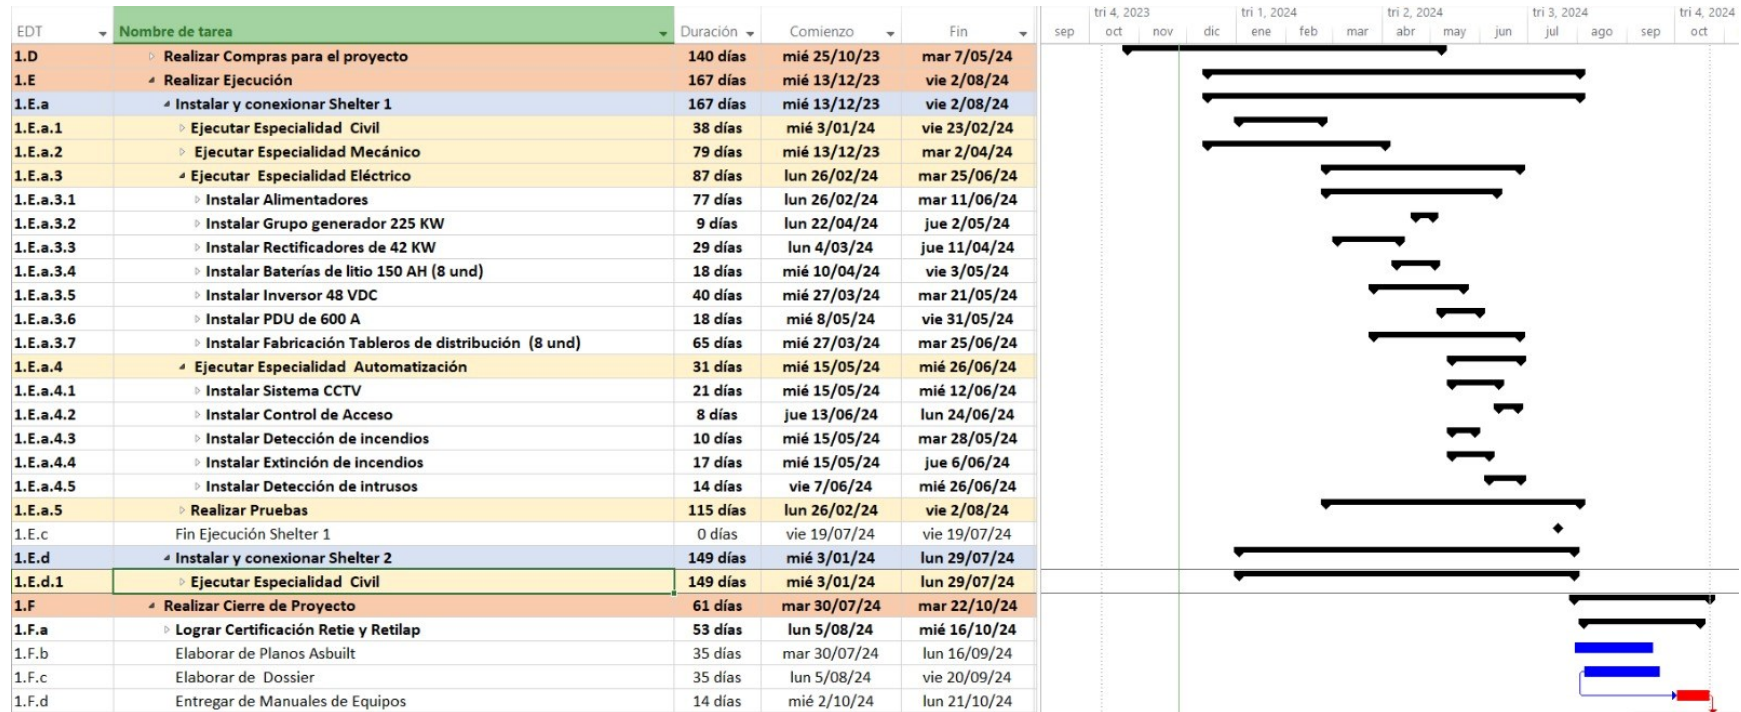 tri 4, 2023 tri 1, 2024 tri 2, 2024 tri 3, 2024 tri 4, 2024
EDT Nombre de tarea Duración Comienzo Fin sep oct nov dic ene feb mar abr may jun jul ago sep oct
1.D Realizar Compras para el proyecto 140 días mié 25/10/23 mar 7/05/24
1.E Realizar Ejecución 167 días mié 13/12/23 vie 2/08/24
1.E.a Instalar y conexionar Shelter 1 167 días mié 13/12/23 vie 2/08/24
1.E.a.1 Ejecutar Especialidad Civil 38 días mié 3/01/24 vie 23/02/24
1.E.a.2 Ejecutar Especialidad Mecánico 79 días mié 13/12/23 mar 2/04/24
1.E.a.3 Ejecutar Especialidad Eléctrico 87 días lun 26/02/24 mar 25/06/24
1.E.a.3.1 Instalar Alimentadores 77 días lun 26/02/24 mar 11/06/24
1.E.a.3.2 Instalar Grupo generador 225 KW 9 días lun 22/04/24 jue 2/05/24
1.E.a.3.3 Instalar Rectificadores de 42 KW 29 días lun 4/03/24 jue 11/04/24
1.E.a.3.4 Instalar Baterías de litio 150 AH (8 und) 18 días mié 10/04/24 vie 3/05/24
1.E.a.3.5 Instalar Inversor 48 VDC 40 días mié 27/03/24 mar 21/05/24
1.E.a.3.6 Instalar PDU de 600 A 18 días mié 8/05/24 vie 31/05/24
1.E.a.3.7 Instalar Fabricación Tableros de distribución (8 und) 65 días mié 27/03/24 mar 25/06/24
1.E.a.4 Ejecutar Especialidad Automatización 31 días mié 15/05/24 mié 26/06/24
1.E.a.4.1 Instalar Sistema CCTV 21 días mié 15/05/24 mié 12/06/24
1.E.a.4.2 Instalar Control de Acceso 8 días jue 13/06/24 lun 24/06/24
1.E.a.4.3 Instalar Detección de incendios 10 días mié 15/05/24 mar 28/05/24
1.E.a.4.4 Instalar Extinción de incendios 17 días mié 15/05/24 jue 6/06/24
1.E.a.4.5 Instalar Detección de intrusos 14 días vie 7/06/24 mié 26/06/24
1.E.a.5 Realizar Pruebas 115 días lun 26/02/24 vie 2/08/24
1.E.c Fin Ejecución Shelter 1 0 días vie 19/07/24 vie 19/07/24
1.E.d Instalar y conexionar Shelter 2 149 días mié 3/01/24 lun 29/07/24
1.E.d.1 Ejecutar Especialidad Civil 149 días mié 3/01/24 lun 29/07/24
1.F Realizar Cierre de Proyecto 61 días mar 30/07/24 mar 22/10/24
1.F.a Lograr Certificación Retie y Retilap 53 días lun 5/08/24 mié 16/10/24
1.F.b Elaborar de Planos Asbuilt 35 días mar 30/07/24 lun 16/09/24
1.F.c Elaborar de Dossier 35 días lun 5/08/24 vie 20/09/24
1.F.d Entregar de Manuales de Equipos 14 días mié 2/10/24 lun 21/10/24